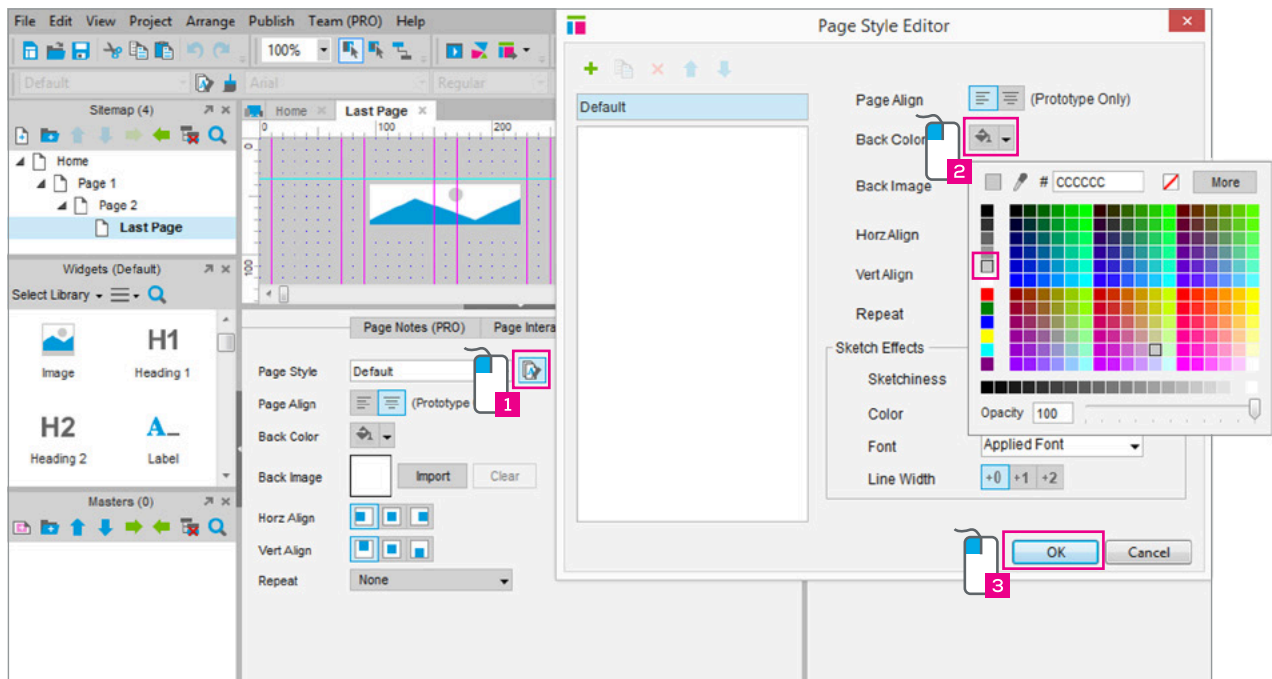 File Edit View Project Arrange Publish Team (PRO) Help
100%
Default Arial Regular
Sitemap (4)
Home
Page 1
Page 2
Last Page
Widgets (Default)
Select Library
Image
H1
Heading 1
H2
Heading 2
A_
Label
Masters (0)
Home Last Page
0 100 200
0
100
Page Notes (PRO) Page Intera
Page Style Default
1
Page Align (Prototype
Back Color
Back Image Import Clear
Horz Align
Vert Align
Repeat None
Page Style Editor
Default
Page Align (Prototype Only)
Back Color
2
Back Image
Horz Align
Vert Align
Repeat
# CCCCCC More
Opacity 100
Sketch Effects
Sketchiness
Color
Font Applied Font
Line Width +0 +1 +2
OK Cancel
3